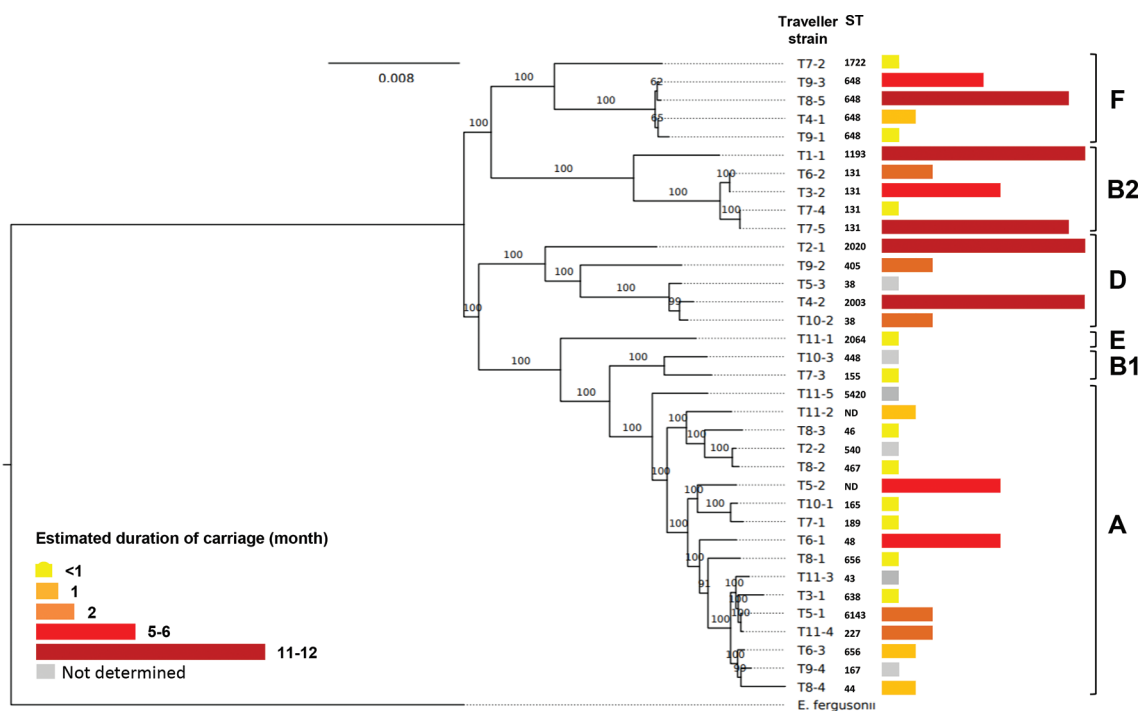 Traveller ST
strain
0.008
T7-2 1722
100
62 T9-3 648
T8-5 648 F
100
65 T4-1 648
100
T9-1 648
T1-1 1193
100
100 T6-2 131
T3-2 131 B2
100
100 T7-4 131
T7-5 131
T2-1 2020
100
T9-2 405
100
T5-3 38 D
100
99 T4-2 2003
100
T10-2 38
T11-1 2064 E
100
T10-3 448
100
T7-3 155 B1
100
T11-5 5420
T11-2 ND
100
T8-3 46
100
100
T2-2 540
100
T8-2 467
100
T5-2 ND
100
T10-1 165
100
T7-1 189
100
A
T6-1 48
T8-1 656
100
T11-3 43
91 100
T3-1 638
100
T5-1 6143
100
100
T11-4 227
T6-3 656
100
T9-4 167
99
T8-4 44
E. fergusonii
Estimated duration of carriage (month)
<1
1
2
5-6
11-12
Not determined